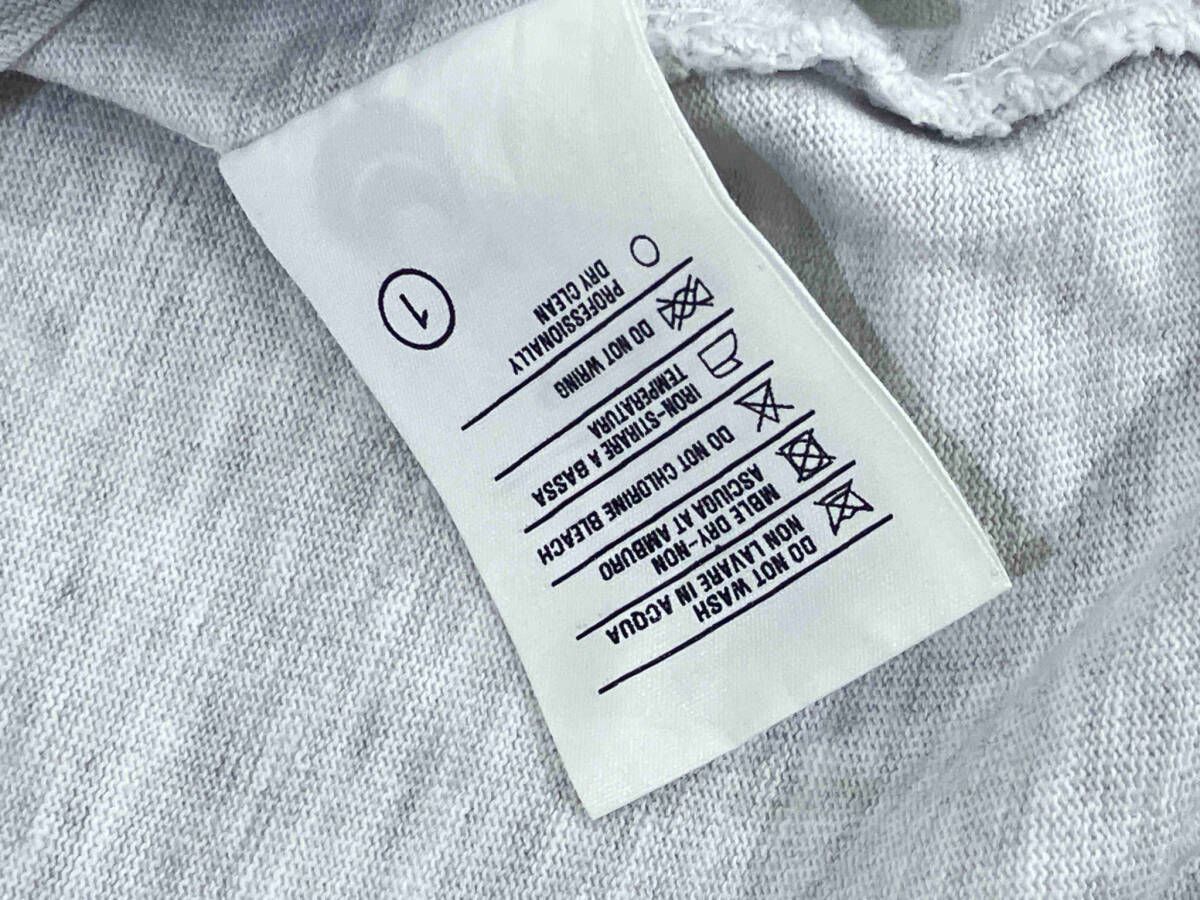 DO NOT WASH
NON LAVARE IN ACQUA
MBLE DRY-NON
ASCIUGA AT AMBURO
DO NOT CHLORINE BLEACH
IRON-STIRARE A BASSA
TEMPERATURA
DO NOT WRING
PROFESSIONALLY
DRY CLEAN
1